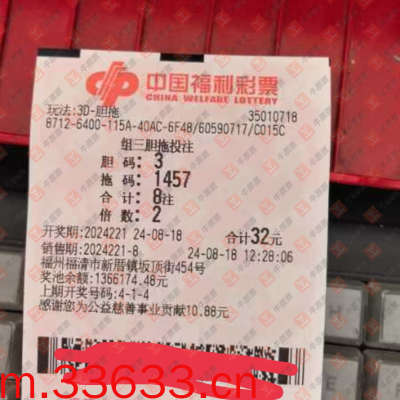 中国福利彩票
CHINA WELFARE LOTTERY
玩法:3D-胆拖 35010718
8712-6400-115A-40AC-6F48/60590717/C015C
组三胆拖投注
胆 码: 3
拖 码: 1457
合 计: 8注
倍 数: 2
开奖期:2024221 24-08-18 合计32元
销售期:2024221-8 24-08-18 12:28:06
福州福清市新厝镇坂顶街454号
奖池余额:1366174.48元
上期开奖号码:4-1-4
感谢您为公益慈善事业贡献10.88元
m.33633.cn